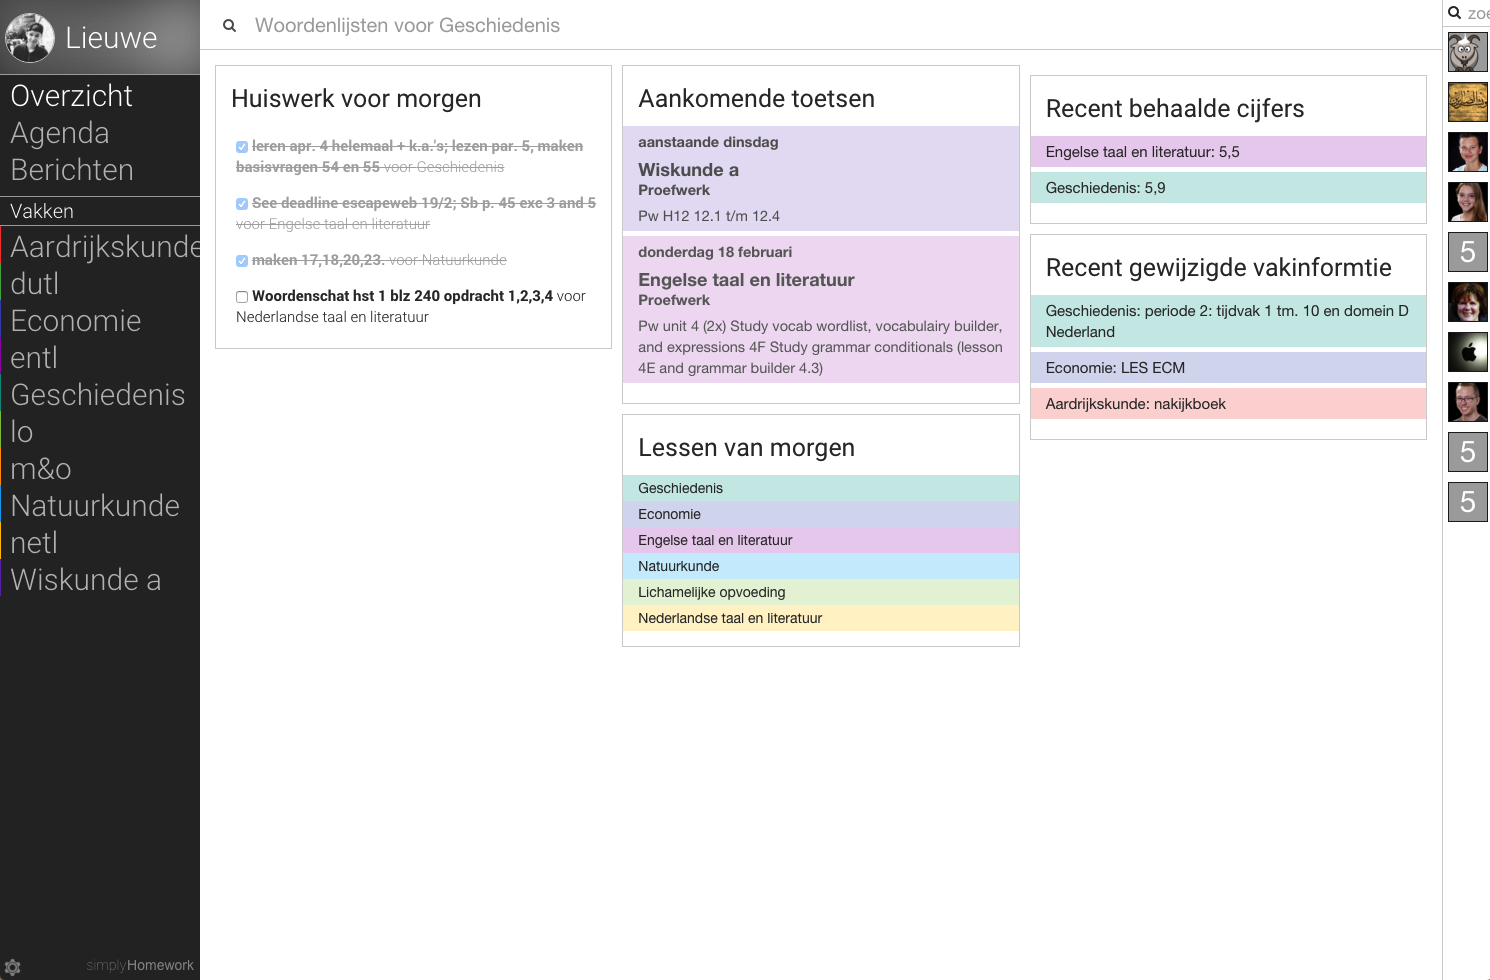 Lieuwe
Overzicht
Agenda
Berichten
Vakken
Aardrijkskunde
dutl
Economie
entl
Geschiedenis
lo
m&o
Natuurkunde
netl
Wiskunde a
simplyHomework
Woordenlijsten voor Geschiedenis
Huiswerk voor morgen
leren apr. 4 helemaal + k.a.'s; lezen par. 5, maken
basisvragen 54 en 55 voor Geschiedenis
See deadline escapeweb 19/2; Sb p. 45 exc 3 and 5
voor Engelse taal en literatuur
maken 17,18,20,23. voor Natuurkunde
Woordenschat hst 1 blz 240 opdracht 1,2,3,4 voor
Nederlandse taal en literatuur
Aankomende toetsen
aanstaande dinsdag
Wiskunde a
Proefwerk
Pw H12 12.1 t/m 12.4
donderdag 18 februari
Engelse taal en literatuur
Proefwerk
Pw unit 4 (2x) Study vocab wordlist, vocabulairy builder,
and expressions 4F Study grammar conditionals (lesson
4E and grammar builder 4.3)
Lessen van morgen
Geschiedenis
Economie
Engelse taal en literatuur
Natuurkunde
Lichamelijke opvoeding
Nederlandse taal en literatuur
Recent behaalde cijfers
Engelse taal en literatuur: 5,5
Geschiedenis: 5,9
Recent gewijzigde vakinformtie
Geschiedenis: periode 2: tijdvak 1 tm. 10 en domein D
Nederland
Economie: LES ECM
Aardrijkskunde: nakijkboek
zoe
5
5
5